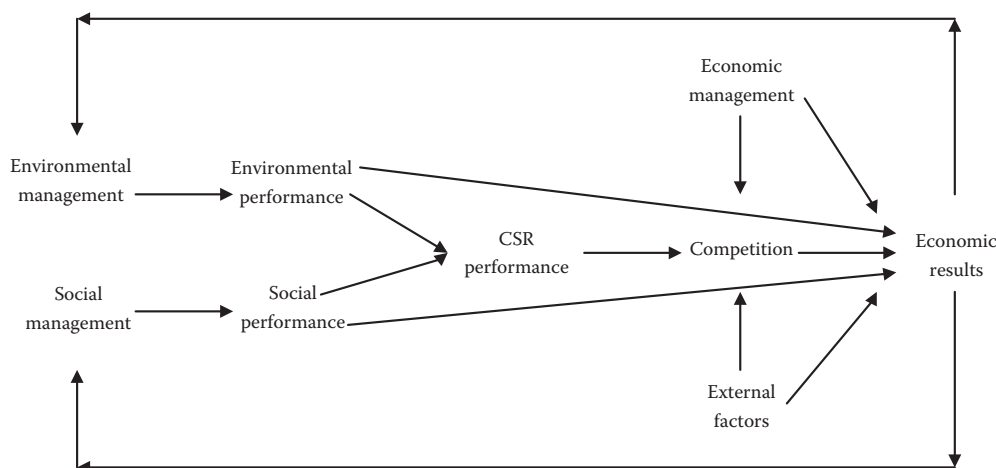 Economic
management
Environmental
management
Environmental
performance
CSR
performance
Competition
Economic
results
Social
management
Social
performance
External
factors